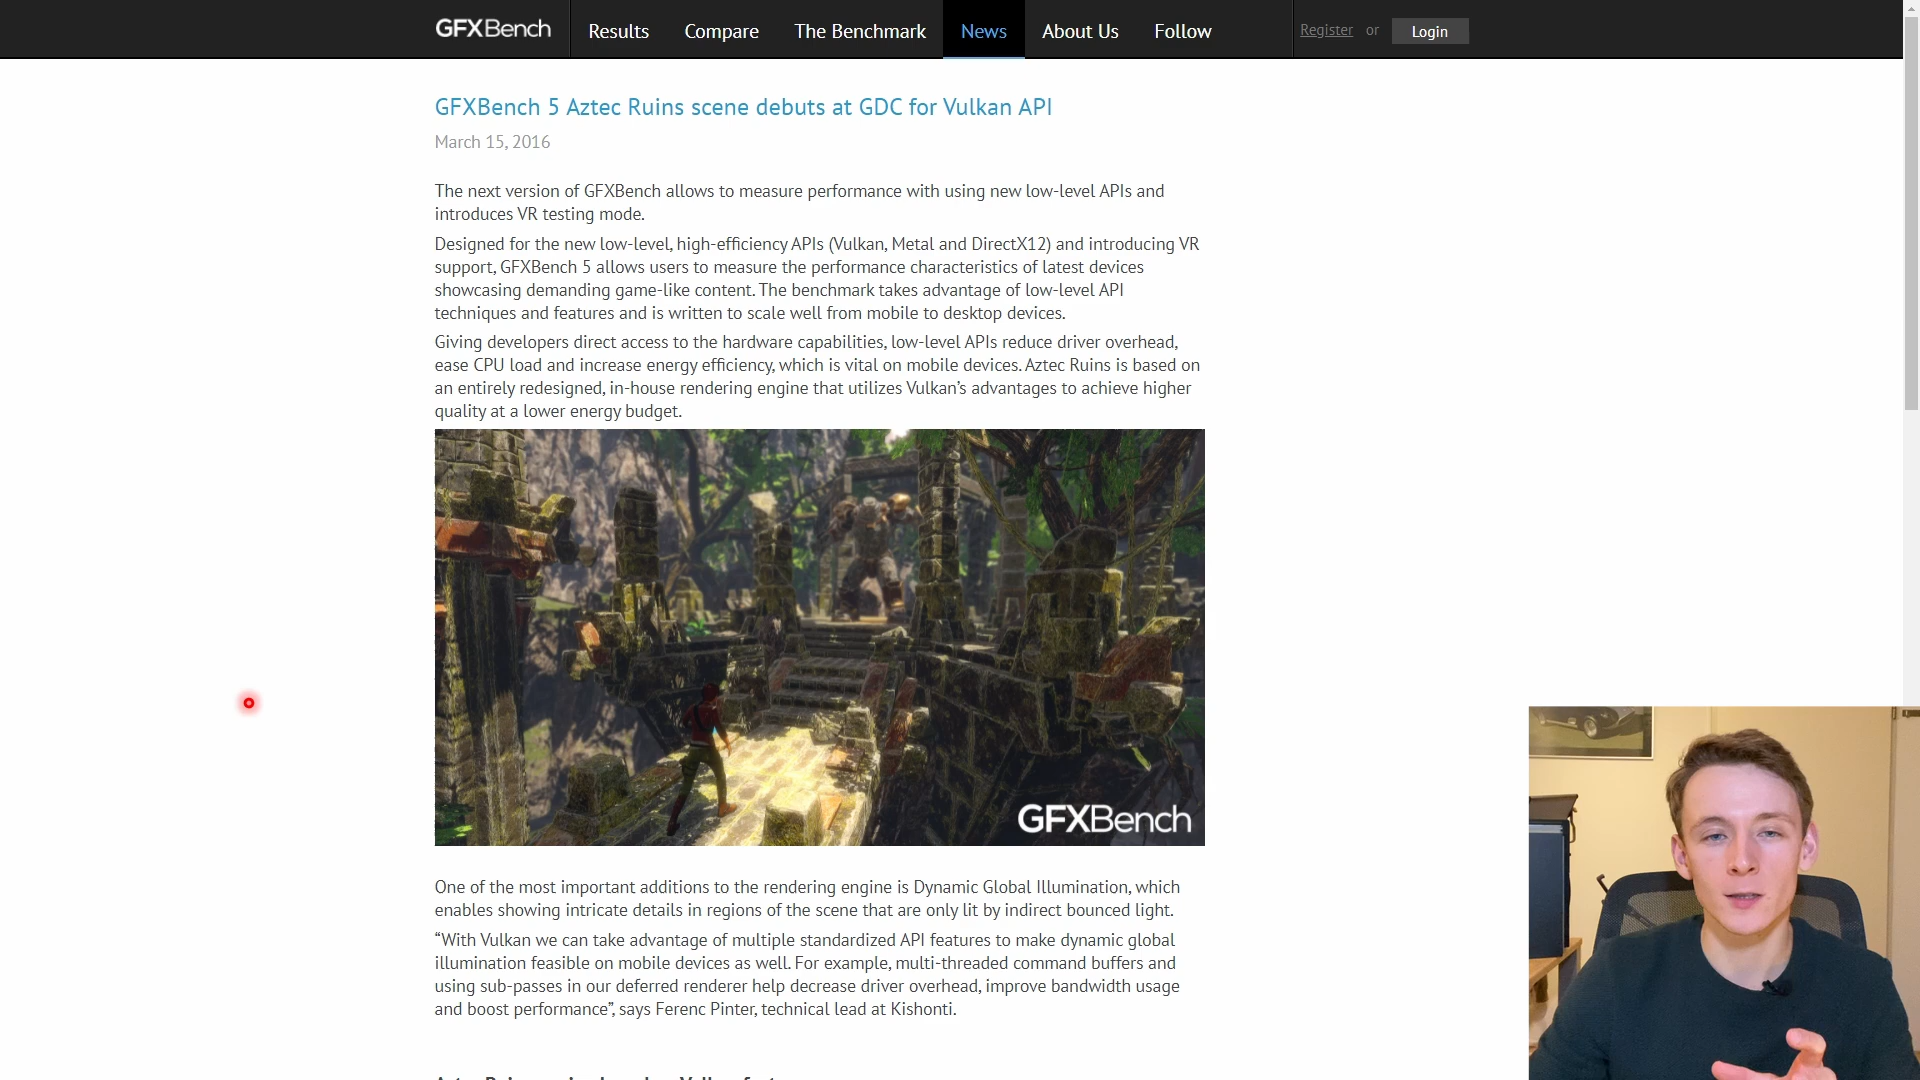 GFXBench Results Compare The Benchmark News About Us Follow Register or Login
GFXBench 5 Aztec Ruins scene debuts at GDC for Vulkan API
March 15, 2016
The next version of GFXBench allows to measure performance with using new low-level APIs and
introduces VR testing mode.
Designed for the new low-level, high-efficiency APIs (Vulkan, Metal and DirectX12) and introducing VR
support, GFXBench 5 allows users to measure the performance characteristics of latest devices
showcasing demanding game-like content. The benchmark takes advantage of low-level API
techniques and features and is written to scale well from mobile to desktop devices.
Giving developers direct access to the hardware capabilities, low-level APIs reduce driver overhead,
ease CPU load and increase energy efficiency, which is vital on mobile devices. Aztec Ruins is based on
an entirely redesigned, in-house rendering engine that utilizes Vulkan’s advantages to achieve higher
quality at a lower energy budget.
GFXBench
One of the most important additions to the rendering engine is Dynamic Global Illumination, which
enables showing intricate details in regions of the scene that are only lit by indirect bounced light.
“With Vulkan we can take advantage of multiple standardized API features to make dynamic global
illumination feasible on mobile devices as well. For example, multi-threaded command buffers and
using sub-passes in our deferred renderer help decrease driver overhead, improve bandwidth usage
and boost performance”, says Ferenc Pinter, technical lead at Kishonti.